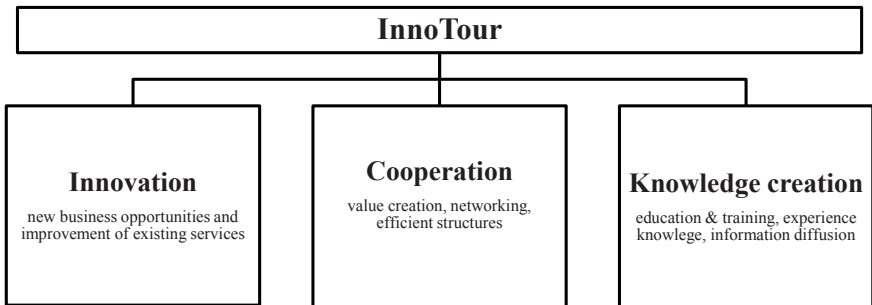 InnoTour
Innovation
new business opportunities and
improvement of existing services
Cooperation
value creation, networking,
efficient structures
Knowledge creation
education & training, experience
knowlege, information diffusion